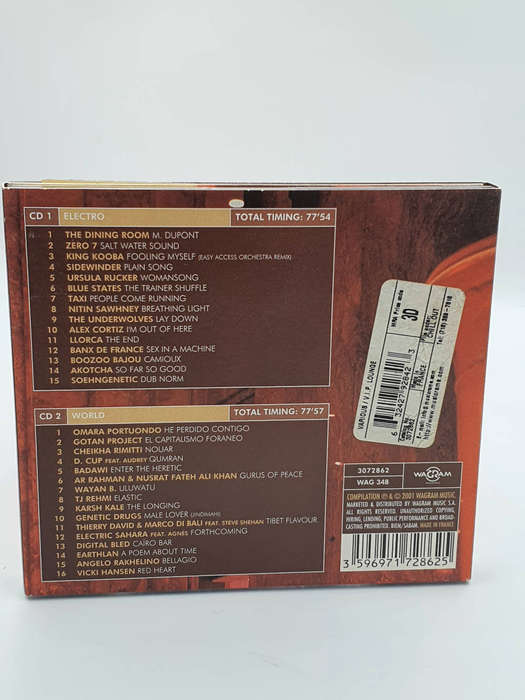 CD 1 ELECTRO TOTAL TIMING: 77'54
1 THE DINING ROOM M. DUPONT
2 ZERO 7 SALT WATER SOUND
3 KING KOOBA FOOLING MYSELF (EASY ACCESS ORCHESTRA REMIX)
4 SIDEWINDER PLAIN SONG
5 URSULA RUCKER WOMANSONG
6 BLUE STATES THE TRAINER SHUFFLE
7 TAXI PEOPLE COME RUNNING
8 NITIN SAWHNEY BREATHING LIGHT
9 THE UNDERWOLVES LAY DOWN
10 ALEX CORTIZ I'M OUT OF HERE
11 LLORCA THE END
12 BANX DE FRANCE SEX IN A MACHINE
13 BOOZOO BAJOU CAMIOUX
14 AKOTCHA SO FAR SO GOOD
15 SOEHNGENETIC DUB NORM
CD 2 WORLD TOTAL TIMING: 77'57
1 OMARA PORTUONDO HE PERDIDO CONTIGO
2 GOTAN PROJECT EL CAPITALISMO FORANEO
3 CHEIKHA RIMITTI NOUAR
4 D. CUP FEAT. AUDREY QUMRAN
5 BADAWI ENTER THE HERETIC
6 AR RAHMAN & NUSRAT FATEH ALI KHAN GURUS OF PEACE
7 WAYAN B. ULUWATU
8 TJ REHMI ELASTIC
9 KARSH KALE THE LONGING
10 GENETIC DRUGS MALE LOVER (JINDMAHI)
11 THIERRY DAVID & MARCO DI BALI FEAT. STEVE SHEHAN TIBET FLAVOUR
12 ELECTRIC SAHARA FEAT. AGNES FORTHCOMING
13 DIGITAL BLED CAÏRO BAR
14 EARTHLAN A POEM ABOUT TIME
15 ANGELO RAKHELINO BELLAGIO
16 VICKI HANSEN RED HEART
VARIOUS / V.I.P. LOUNGE
6 32427 92842 3
30
FRANCE
3072862
WAG 348
WAGRAM
COMPILATION ℗ & © 2001 WAGRAM MUSIC.
MARKETED & DISTRIBUTED BY WAGRAM MUSIC S.A.
ALL RIGHTS RESERVED. UNAUTHORIZED COPYING,
HIRING, LENDING, PUBLIC PERFORMANCE AND BROAD-
CASTING PROHIBITED. BIEM/SABAM. MADE IN FRANCE
3 596971 728625